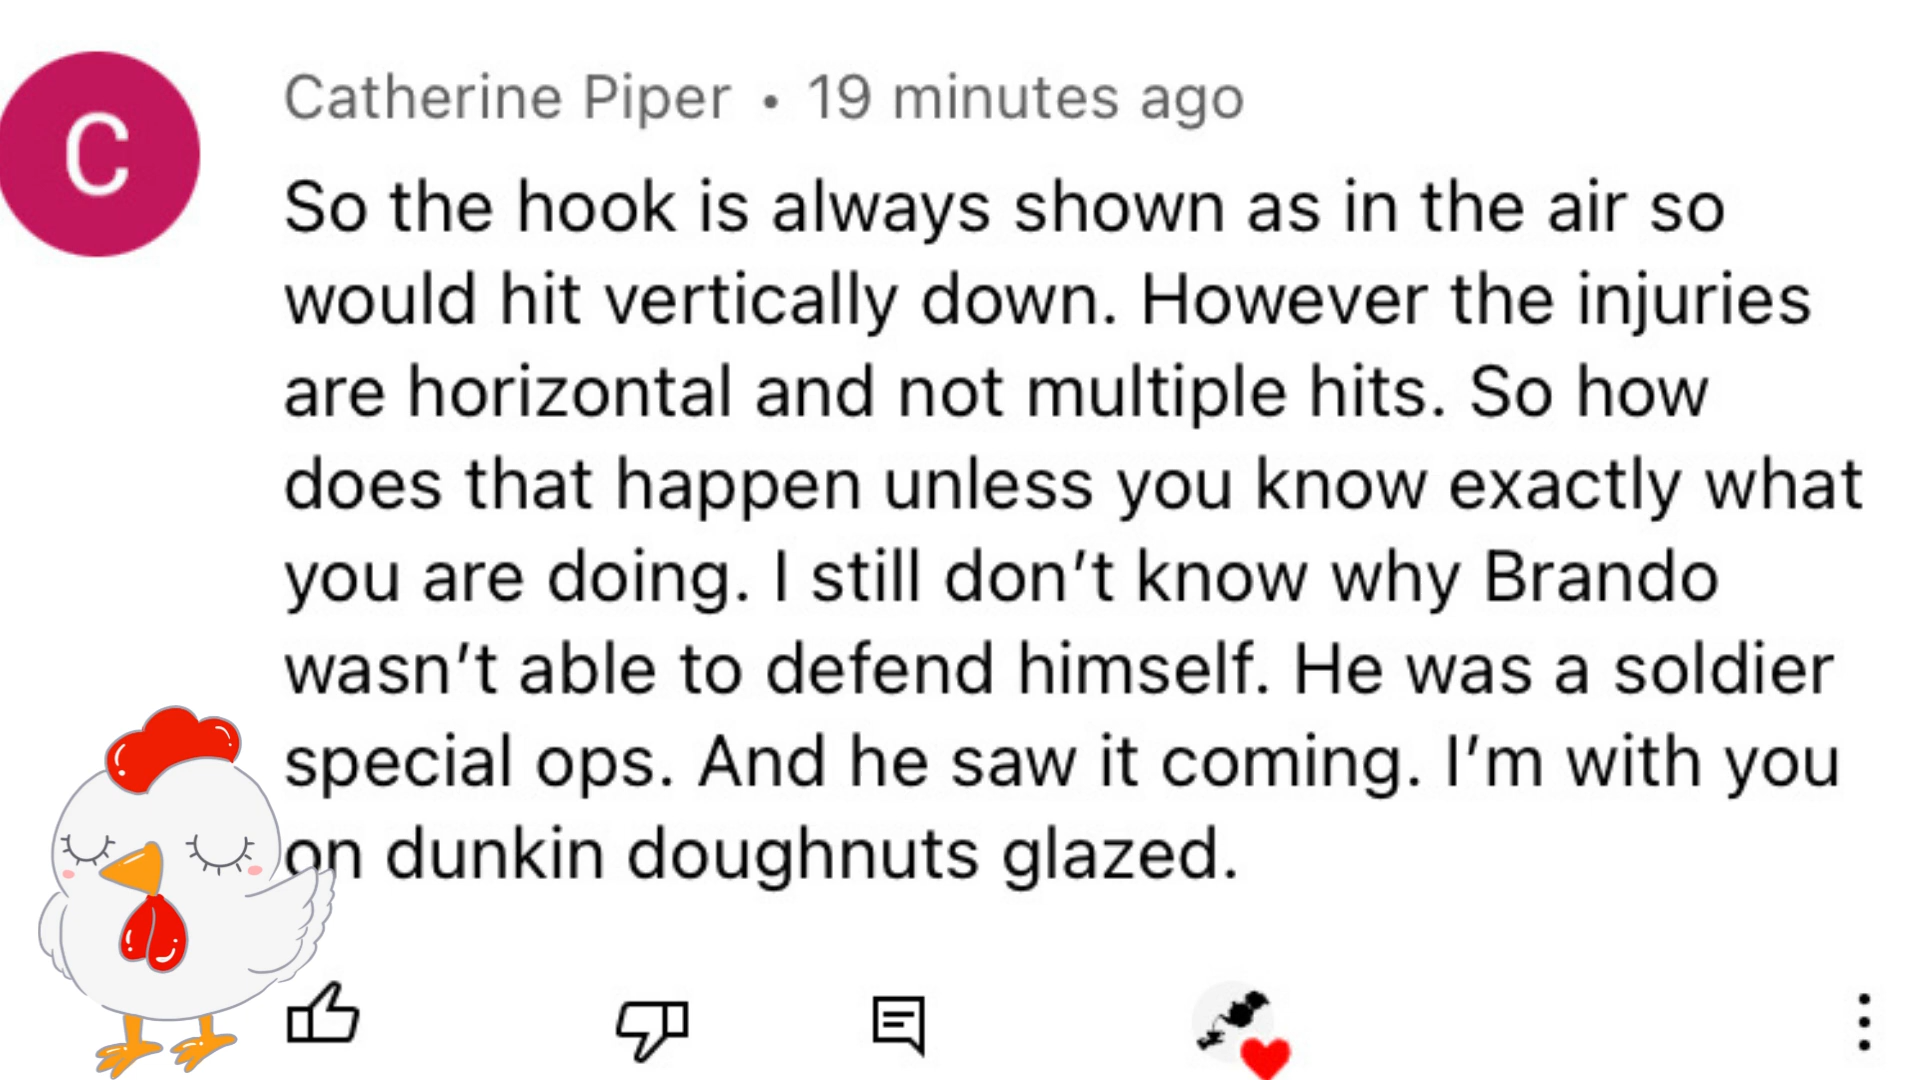 C
Catherine Piper • 19 minutes ago
So the hook is always shown as in the air so
would hit vertically down. However the injuries
are horizontal and not multiple hits. So how
does that happen unless you know exactly what
you are doing. I still don’t know why Brando
wasn’t able to defend himself. He was a soldier
special ops. And he saw it coming. I’m with you
on dunkin doughnuts glazed.